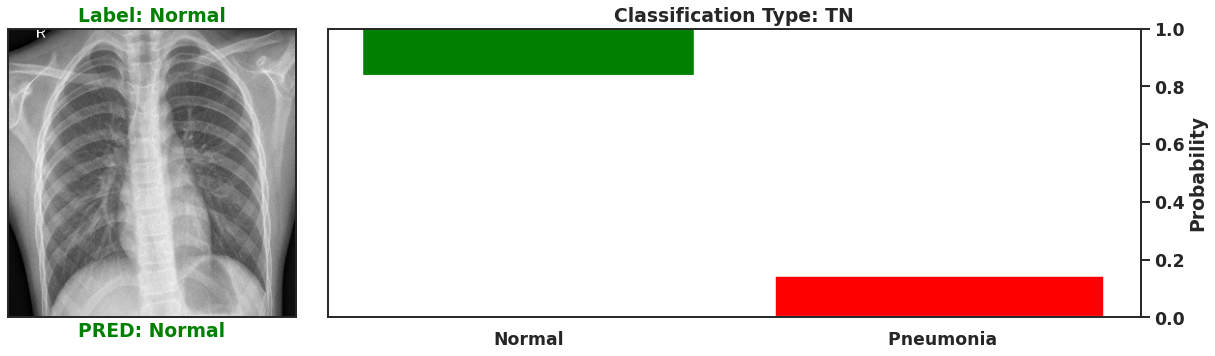 Label: Normal
R
PRED: Normal
Classification Type: TN
1.0
0.8
0.6
0.4
0.2
0.0
Probability
Normal
Pneumonia